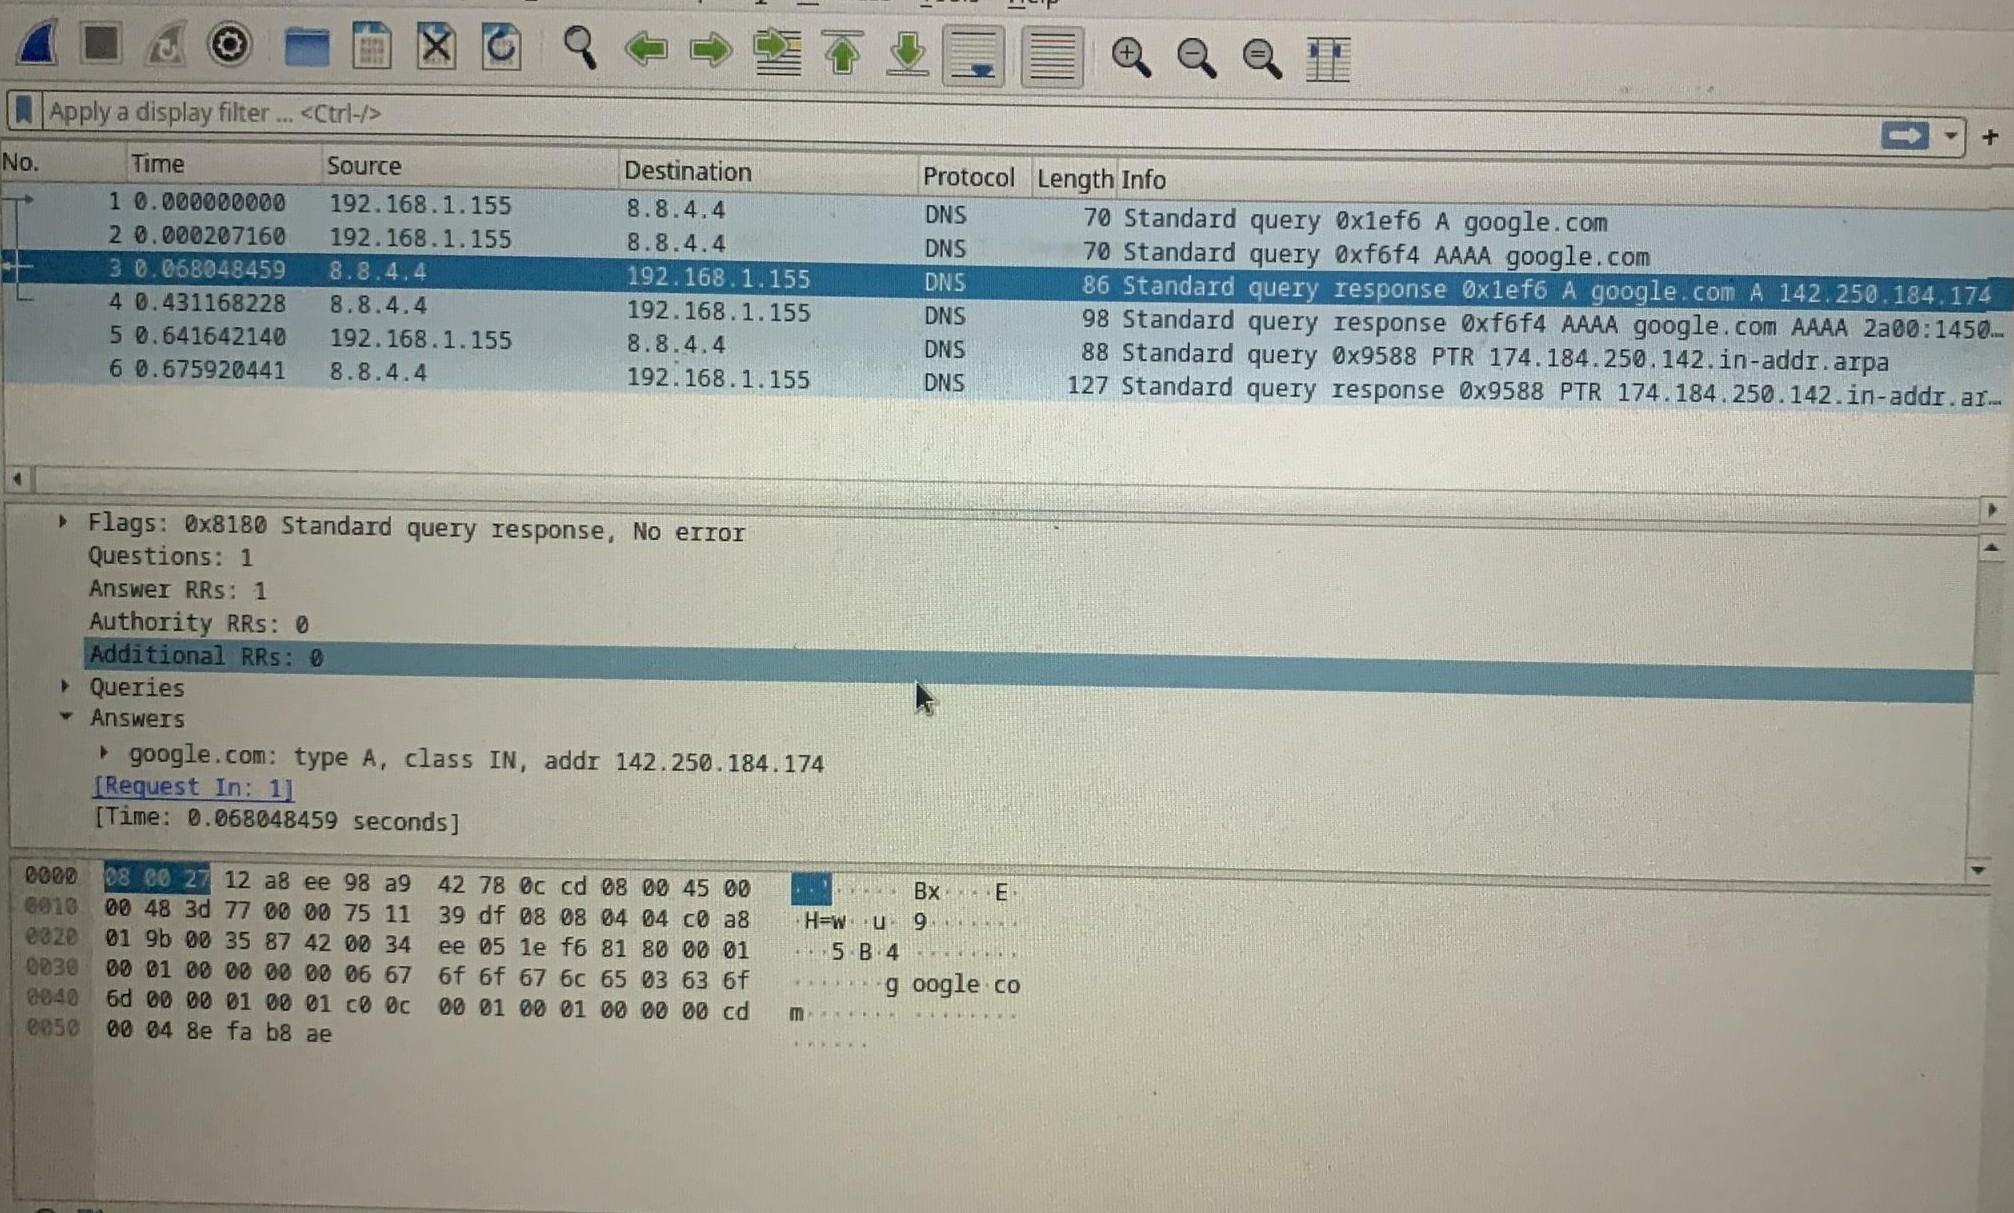 Help
Apply a display filter ... <Ctrl-/>
+
No. Time Source Destination Protocol Length Info
1 0.000000000 192.168.1.155 8.8.4.4 DNS 70 Standard query 0x1ef6 A google.com
2 0.000207160 192.168.1.155 8.8.4.4 DNS 70 Standard query 0xf6f4 AAAA google.com
3 0.068048459 8.8.4.4 192.168.1.155 DNS 86 Standard query response 0x1ef6 A google.com A 142.250.184.174
4 0.431168228 8.8.4.4 192.168.1.155 DNS 98 Standard query response 0xf6f4 AAAA google.com AAAA 2a00:1450…
5 0.641642140 192.168.1.155 8.8.4.4 DNS 88 Standard query 0x9588 PTR 174.184.250.142.in-addr.arpa
6 0.675920441 8.8.4.4 192.168.1.155 DNS 127 Standard query response 0x9588 PTR 174.184.250.142.in-addr.ar…
Flags: 0x8180 Standard query response, No error
Questions: 1
Answer RRs: 1
Authority RRs: 0
Additional RRs: 0
Queries
Answers
google.com: type A, class IN, addr 142.250.184.174
[Request In: 1]
[Time: 0.068048459 seconds]
0000 08 00 27 12 a8 ee 98 a9 42 78 0c cd 08 00 45 00 ··'····· Bx····E·
0010 00 48 3d 77 00 00 75 11 39 df 08 08 04 04 c0 a8 ·H=w··u· 9·······
0020 01 9b 00 35 87 42 00 34 ee 05 1e f6 81 80 00 01 ···5·B·4 ········
0030 00 01 00 00 00 00 06 67 6f 6f 67 6c 65 03 63 6f ·······g oogle·co
0040 6d 00 00 01 00 01 c0 0c 00 01 00 01 00 00 00 cd m······· ········
0050 00 04 8e fa b8 ae ······